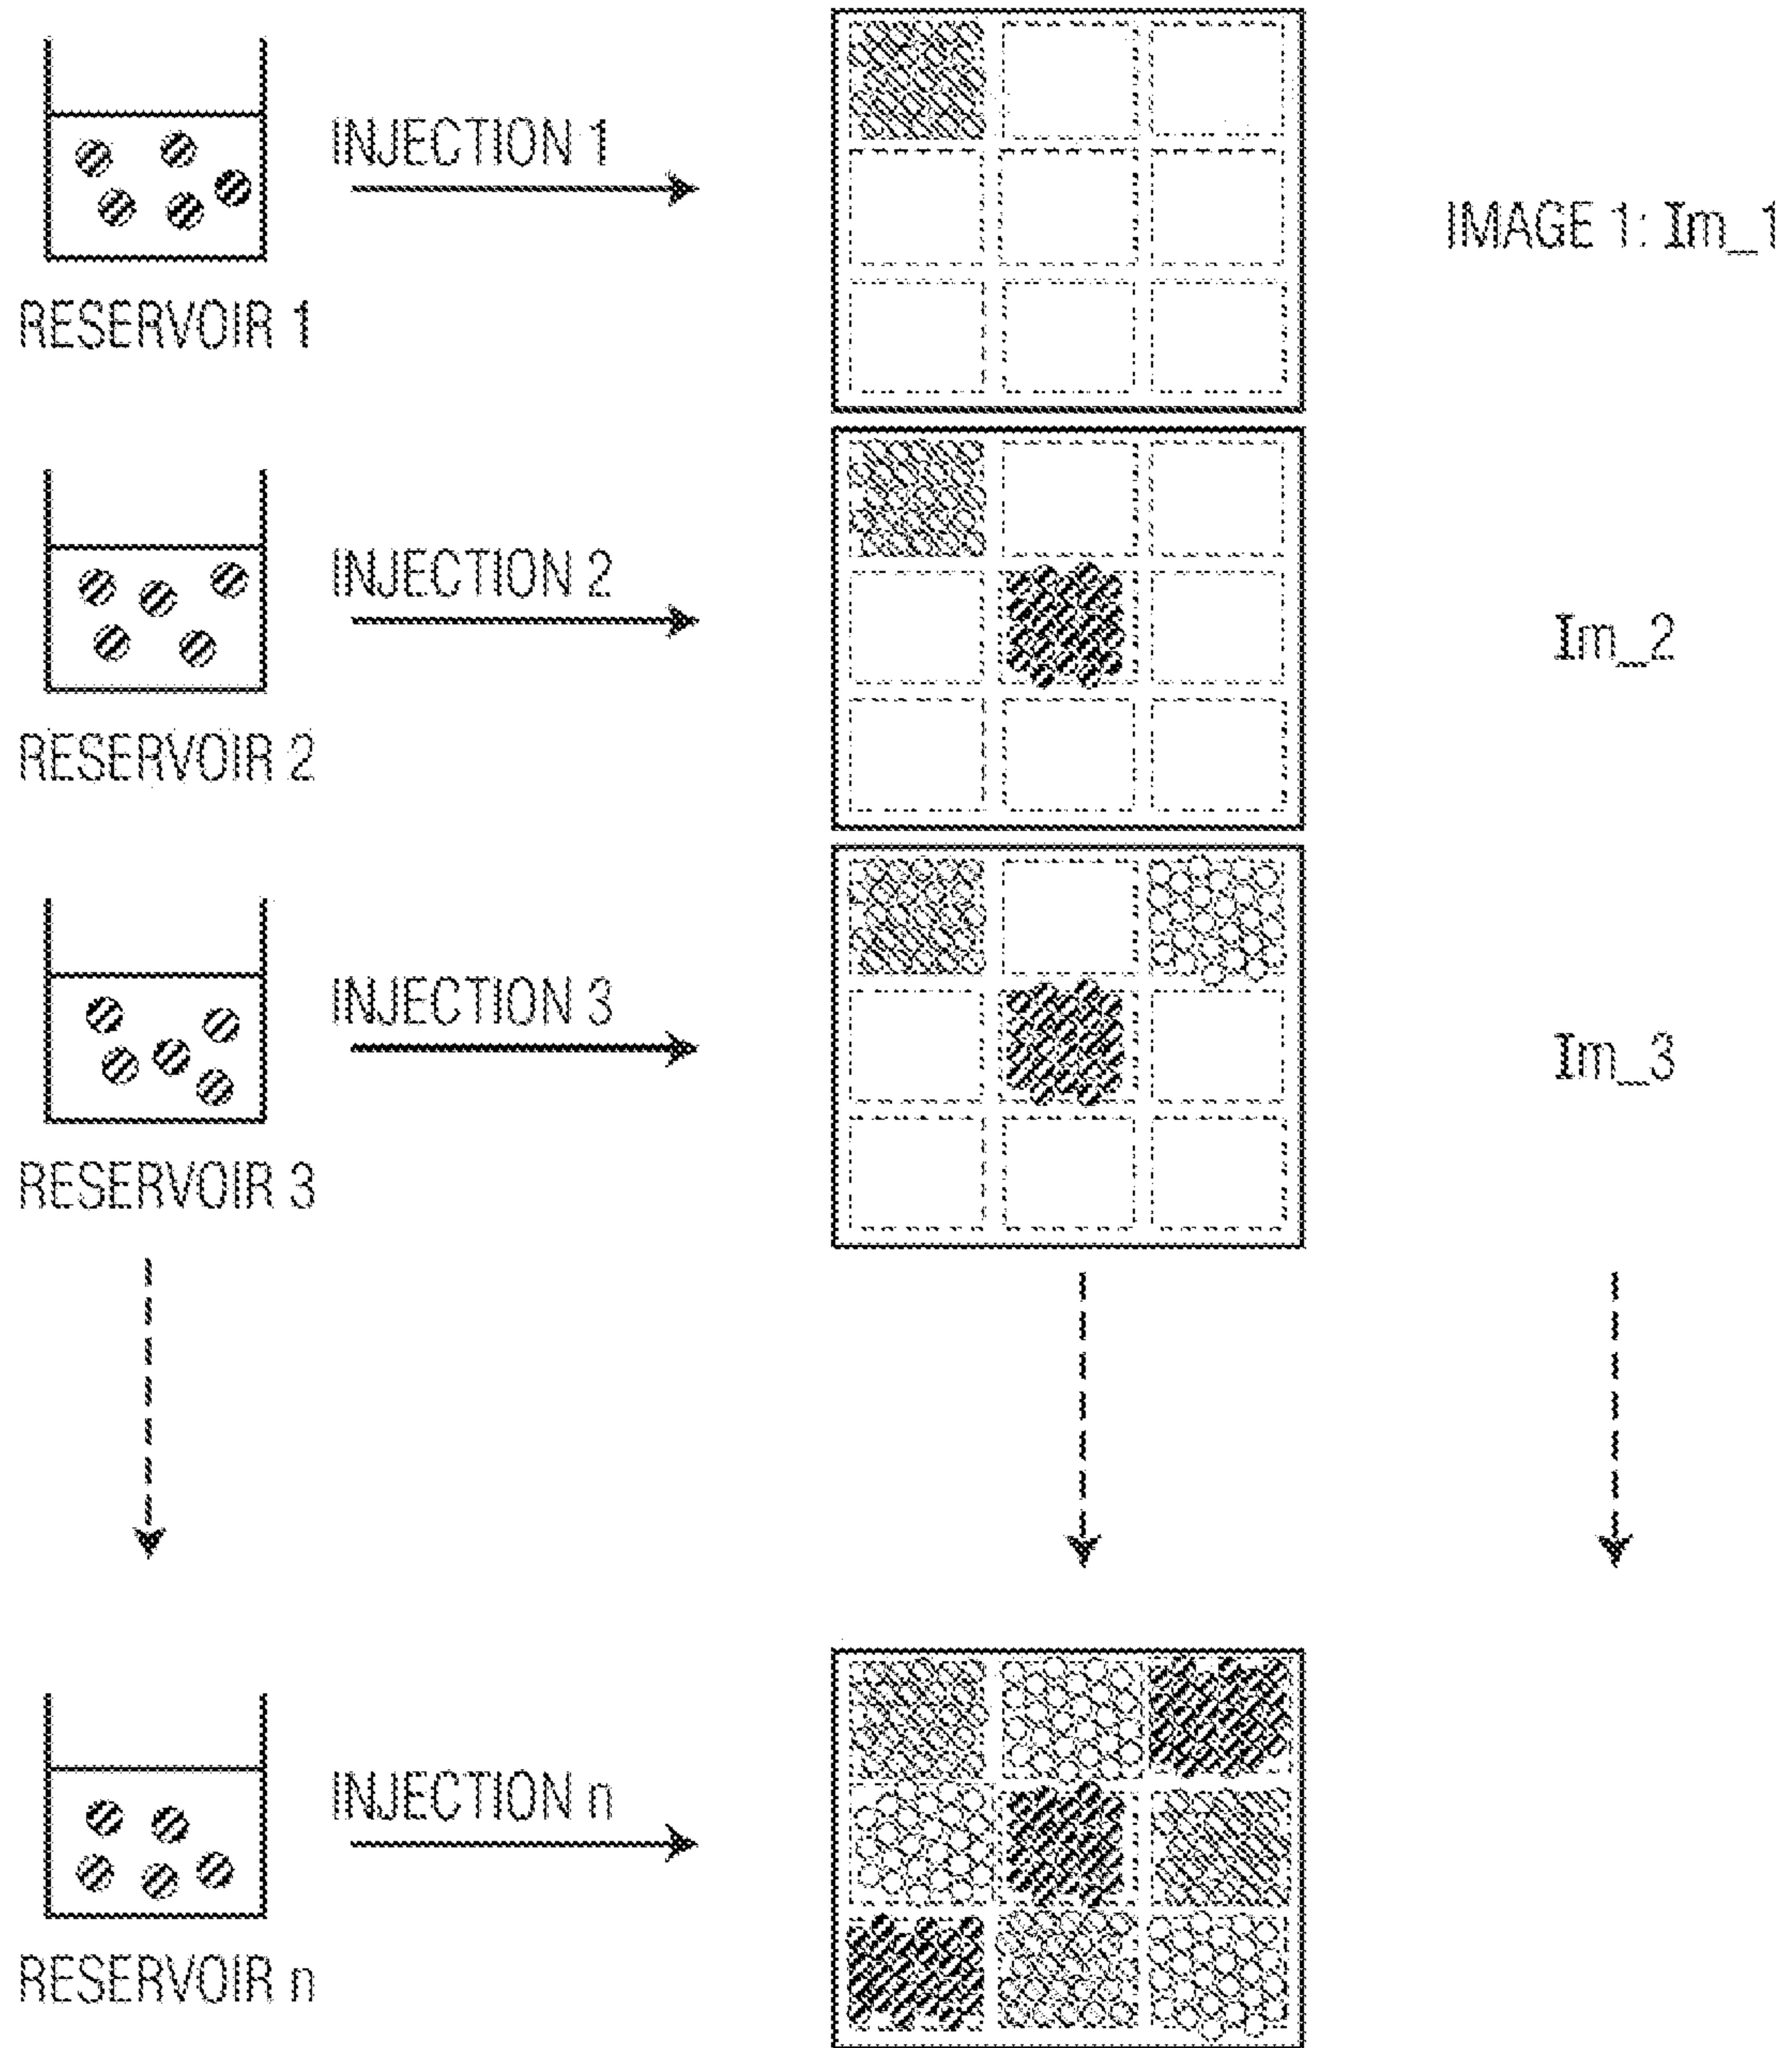 INJECTION 1
IMAGE 1: Im_1
RESERVOIR 1
INJECTION 2
Im_2
RESERVOIR 2
INJECTION 3
Im_3
RESERVOIR 3
INJECTION n
RESERVOIR n